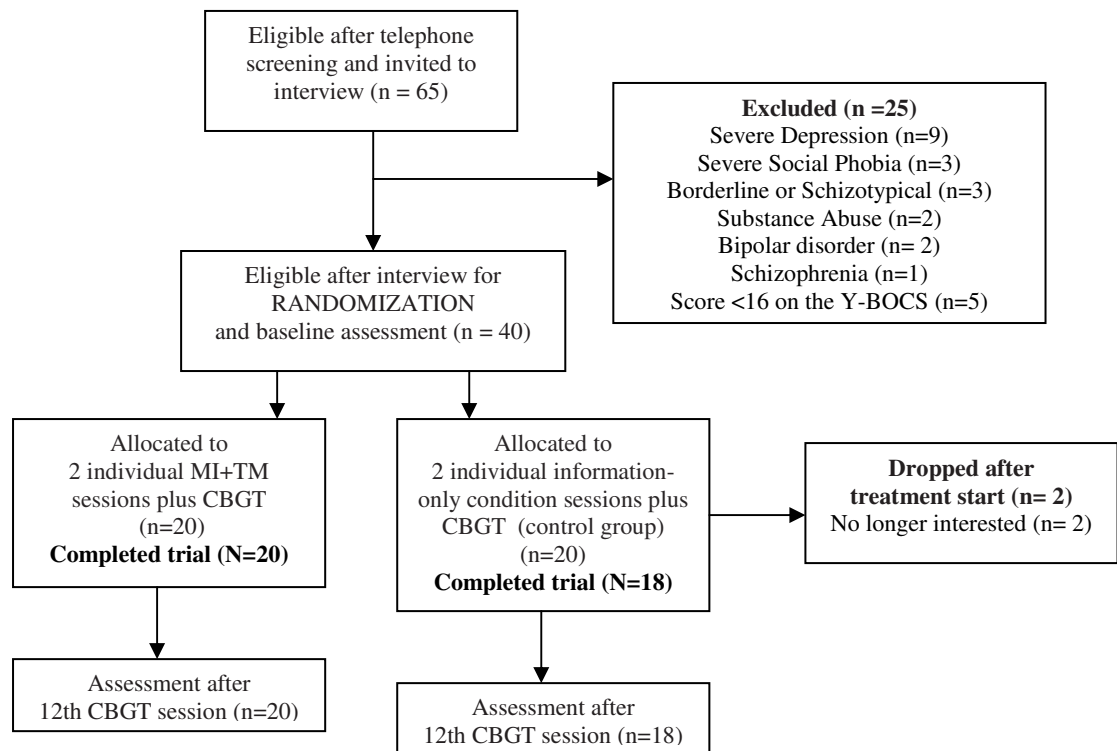 Eligible after telephone
screening and invited to
interview (n = 65)
Excluded (n =25)
Severe Depression (n=9)
Severe Social Phobia (n=3)
Borderline or Schizotypical (n=3)
Substance Abuse (n=2)
Bipolar disorder (n= 2)
Schizophrenia (n=1)
Score <16 on the Y-BOCS (n=5)
Eligible after interview for
RANDOMIZATION
and baseline assessment (n = 40)
Allocated to
2 individual MI+TM
sessions plus CBGT
(n=20)
Completed trial (N=20)
Allocated to
2 individual information-
only condition sessions plus
CBGT (control group)
(n=20)
Completed trial (N=18)
Dropped after
treatment start (n= 2)
No longer interested (n= 2)
Assessment after
12th CBGT session (n=20)
Assessment after
12th CBGT session (n=18)